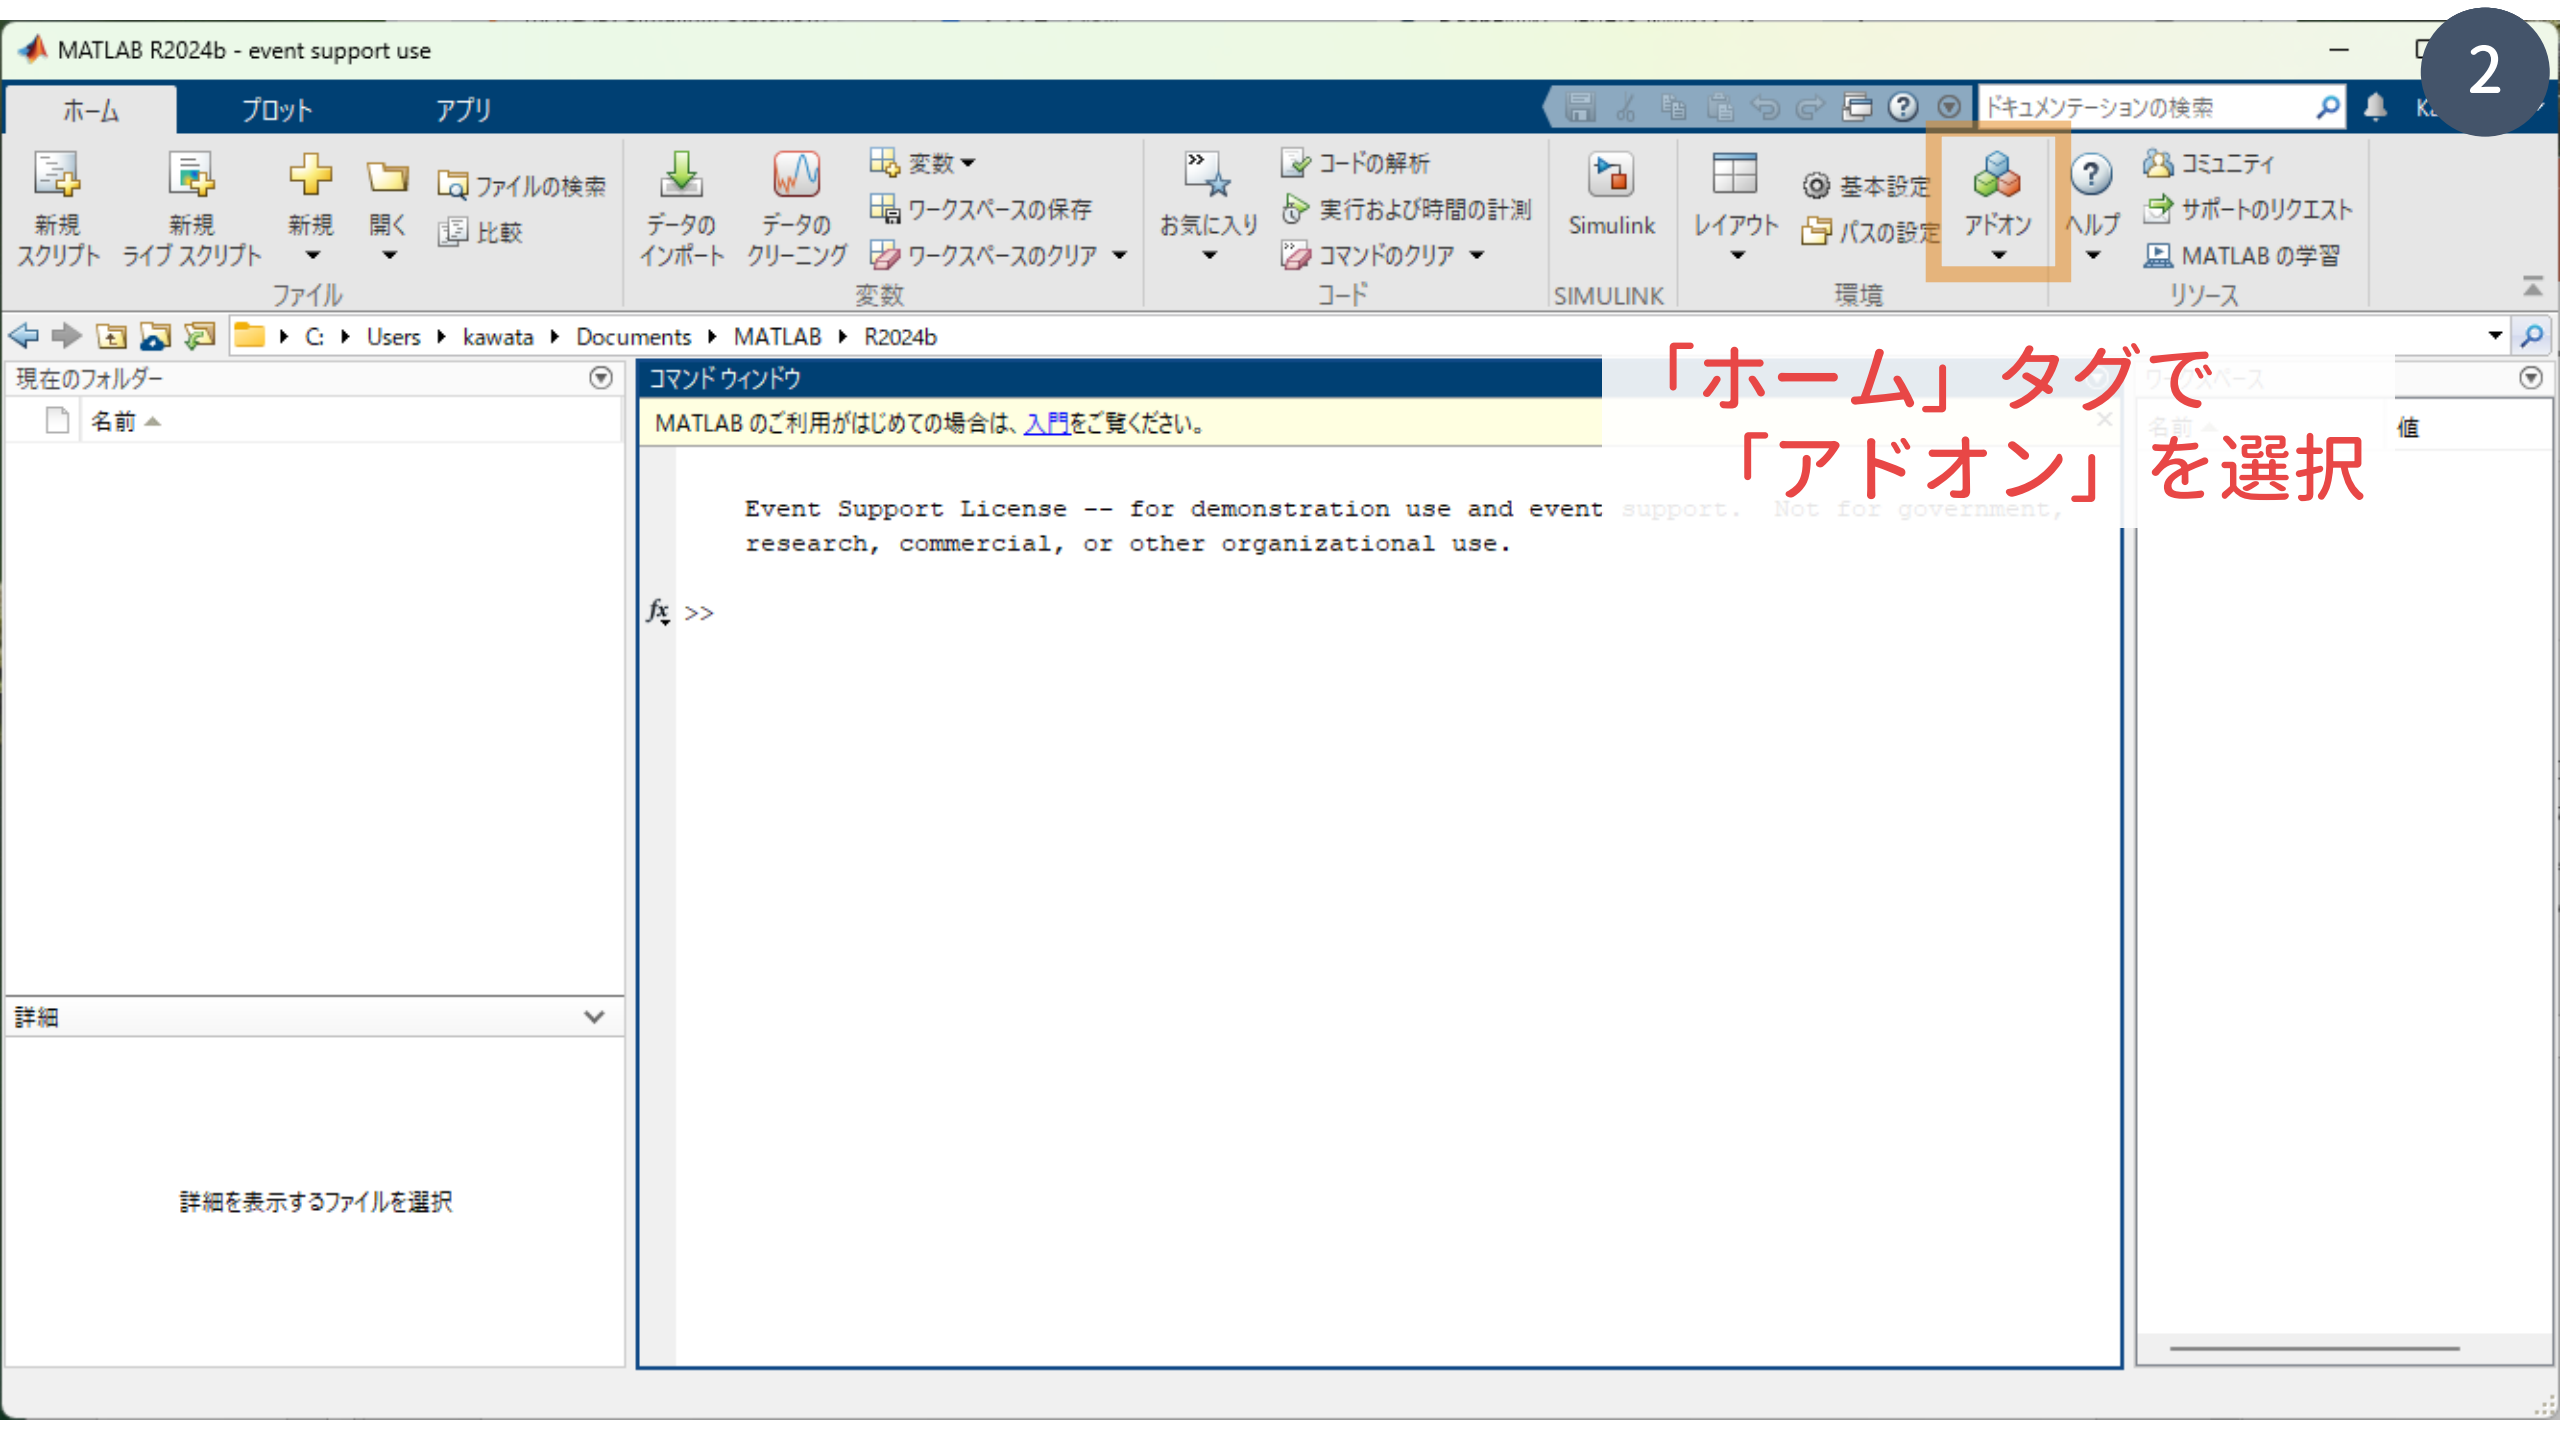 MATLAB R2024b - event support use
2
ホーム プロット アプリ
ドキュメンテーションの検索
新規 スクリプト
新規 ライブ スクリプト
新規
開く
ファイルの検索
比較
ファイル
データの インポート
データの クリーニング
変数
ワークスペースの保存
ワークスペースのクリア
変数
お気に入り
コードの解析
実行および時間の計測
コマンドのクリア
コード
Simulink
SIMULINK
レイアウト
基本設定
パスの設定
アドオン
環境
ヘルプ
コミュニティ
サポートのリクエスト
MATLAB の学習
リソース
C: Users kawata Documents MATLAB R2024b
「ホーム」タグで
「アドオン」を選択
現在のフォルダー
名前
コマンド ウィンドウ
MATLAB のご利用がはじめての場合は、入門をご覧ください。
Event Support License -- for demonstration use and event support. Not for government,
research, commercial, or other organizational use.
fx >>
ワークスペース
名前 値
詳細
詳細を表示するファイルを選択